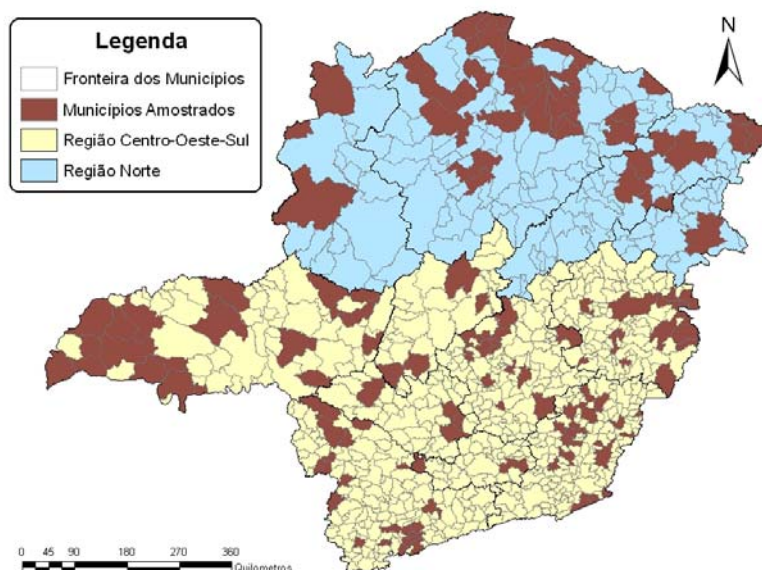 Legenda
Fronteira dos Municípios
Municípios Amostrados
Região Centro-Oeste-Sul
Região Norte
N
0 45 90 180 270 360
Quilometros